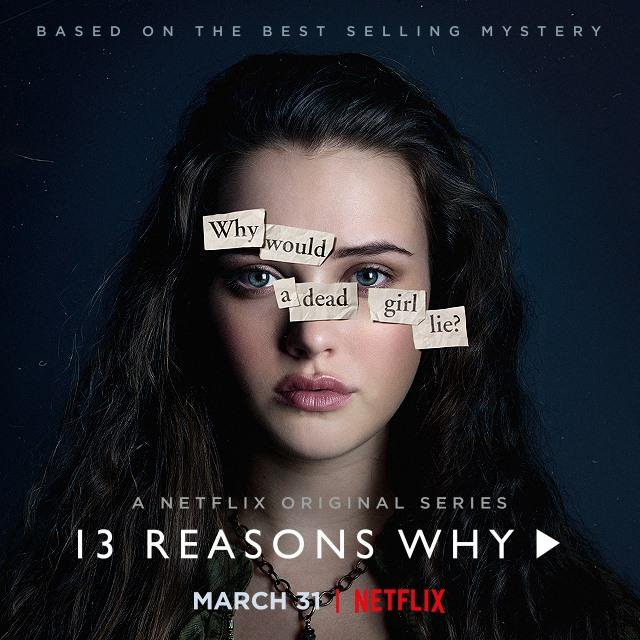 BASED ON THE BEST SELLING MYSTERY
Why would
a dead girl
lie?
A NETFLIX ORIGINAL SERIES
13 REASONS WHY
MARCH 31 | NETFLIX